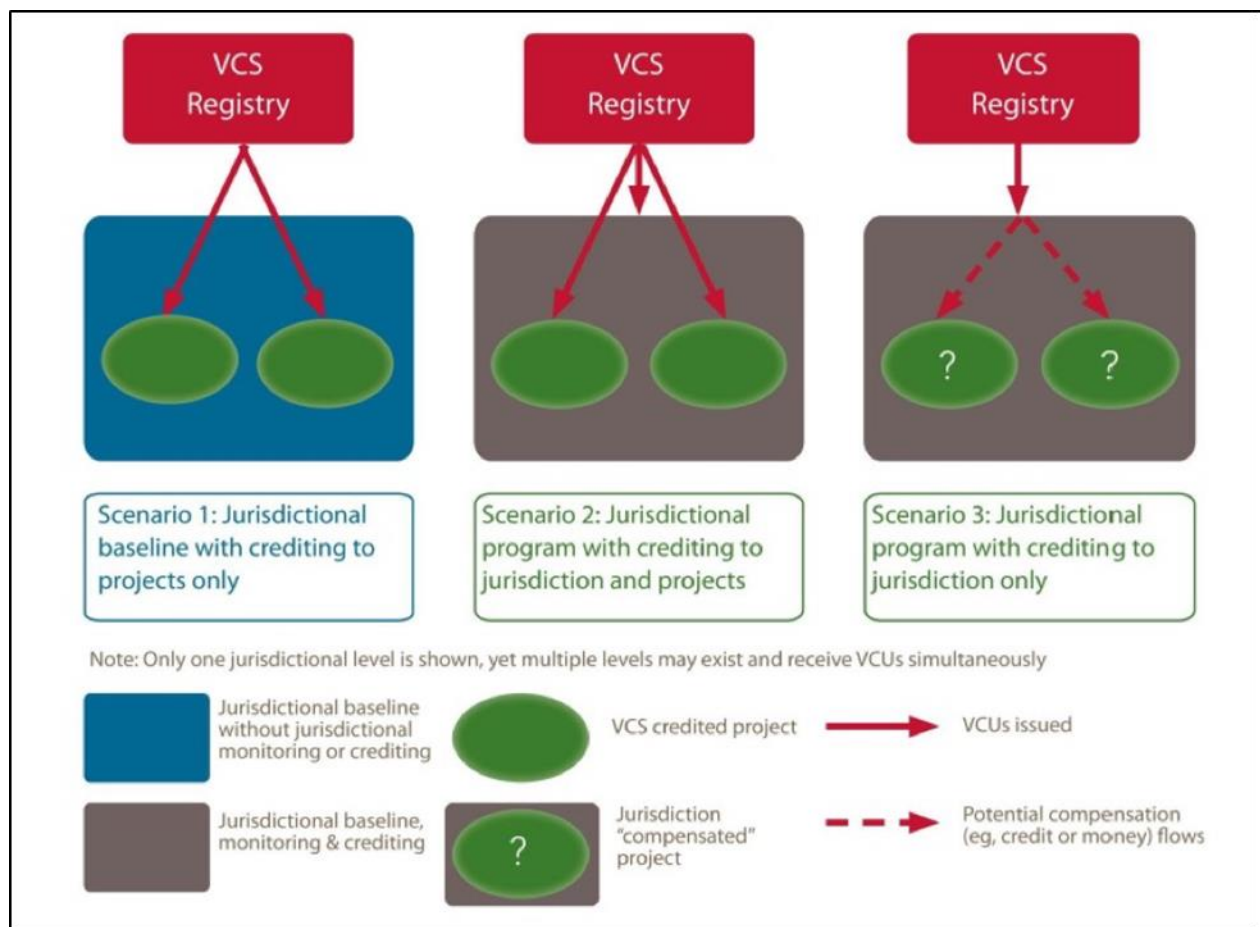 VCS
Registry
VCS
Registry
VCS
Registry
?
?
Scenario 1: Jurisdictional
baseline with crediting to
projects only
Scenario 2: Jurisdictional
program with crediting to
jurisdiction and projects
Scenario 3: Jurisdictional
program with crediting to
jurisdiction only
Note: Only one jurisdictional level is shown, yet multiple levels may exist and receive VCUs simultaneously
Jurisdictional baseline
without jurisdictional
monitoring or crediting
VCS credited project
VCUs issued
Jurisdictional baseline,
monitoring & crediting
?
Jurisdiction
“compensated”
project
Potential compensation
(eg, credit or money) flows